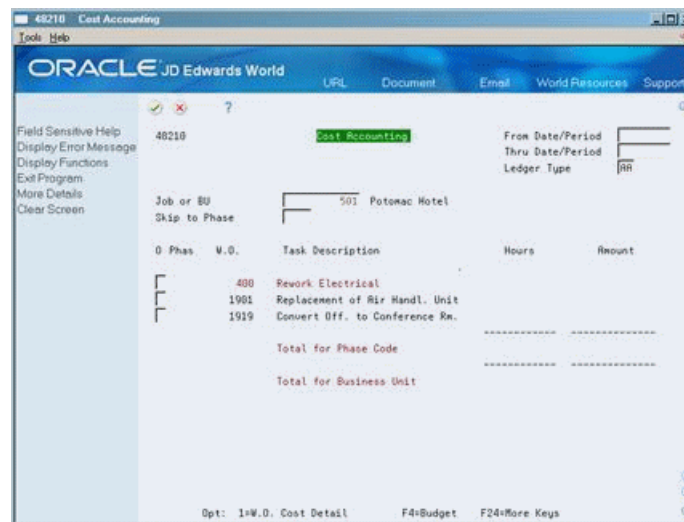 48210 Cost Accounting
Tools Help
ORACLE JD Edwards World
URL Document Email World Resources Support
?
Field Sensitive Help
Display Error Message
Display Functions
Exit Program
More Details
Clear Screen
48210 Cost Accounting From Date/Period
Thru Date/Period
Ledger Type AA
Job or BU 501 Potomac Hotel
Skip to Phase
O Phas W.O. Task Description Hours Amount
400 Rework Electrical
1901 Replacement of Air Handl. Unit
1919 Convert Off. to Conference Rm.
Total for Phase Code
Total for Business Unit
Opt: 1=W.O. Cost Detail F4=Budget F24=More Keys